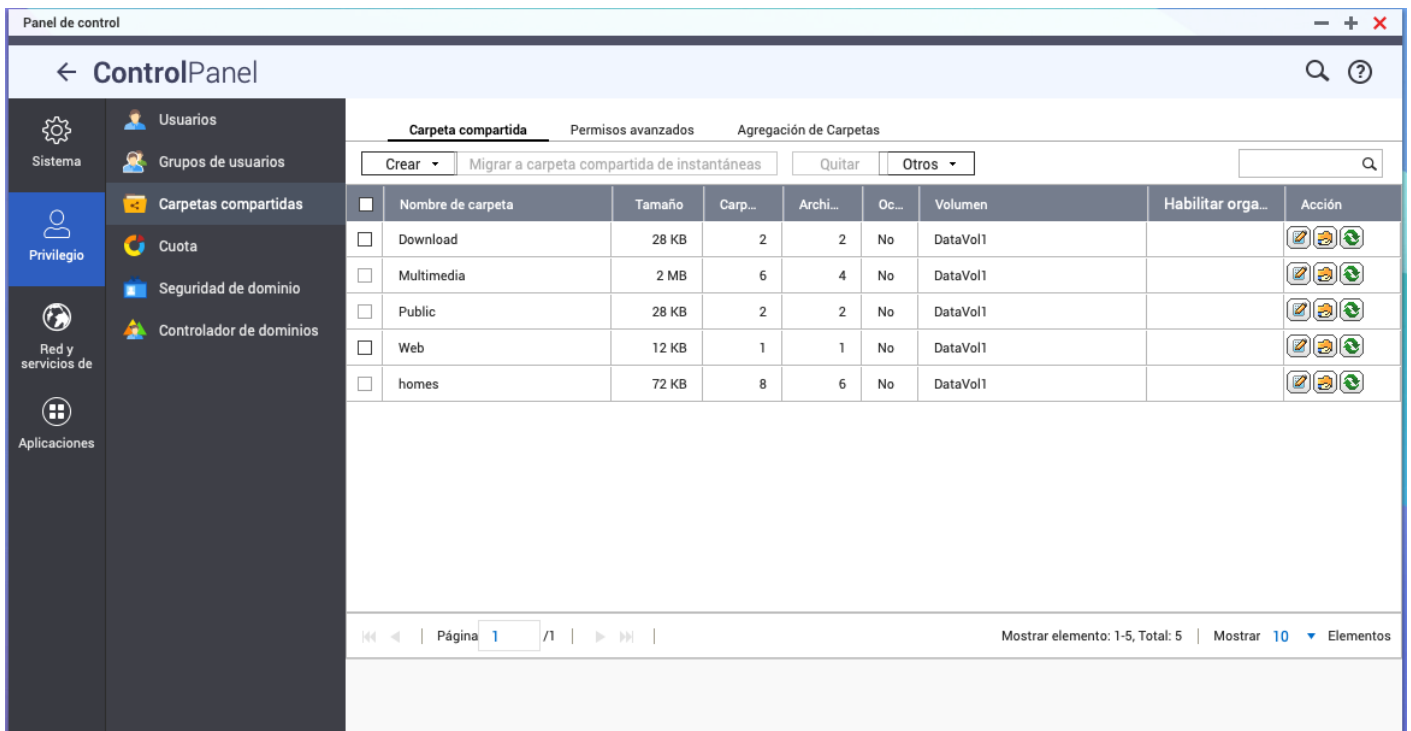 Panel de control
ControlPanel
Sistema
Privilegio
Red y
servicios de
Aplicaciones
Usuarios
Grupos de usuarios
Carpetas compartidas
Cuota
Seguridad de dominio
Controlador de dominios
Carpeta compartida Permisos avanzados Agregación de Carpetas
Crear Migrar a carpeta compartida de instantáneas Quitar Otros
Nombre de carpeta Tamaño Carp... Archi... Oc... Volumen Habilitar orga... Acción
Download 28 KB 2 2 No DataVol1
Multimedia 2 MB 6 4 No DataVol1
Public 28 KB 2 2 No DataVol1
Web 12 KB 1 1 No DataVol1
homes 72 KB 8 6 No DataVol1
Página 1 /1 Mostrar elemento: 1-5, Total: 5 Mostrar 10 Elementos